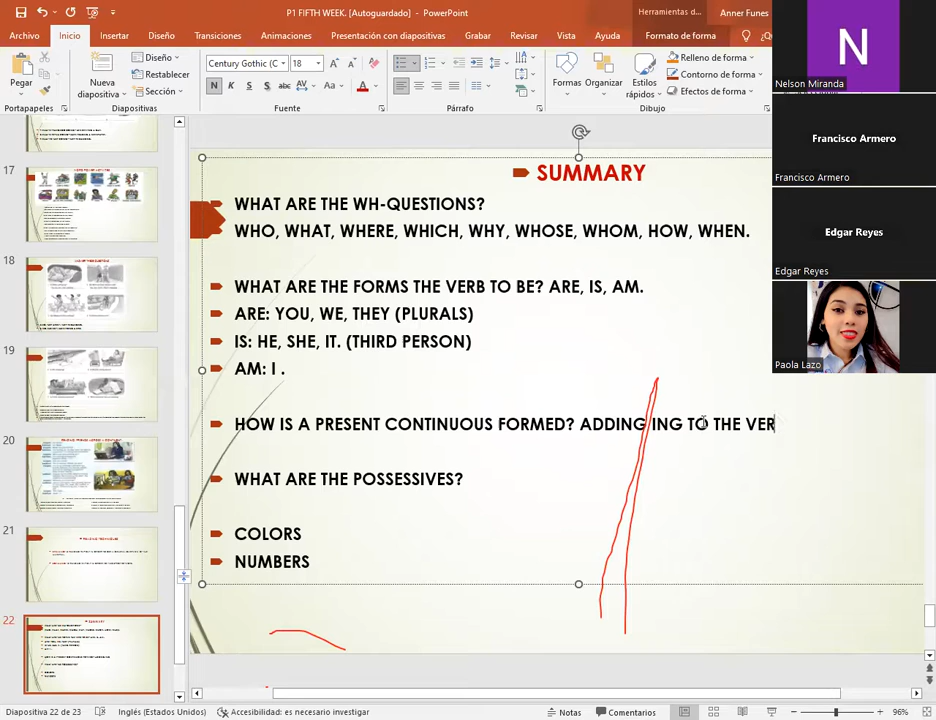 P1 FIFTH WEEK. [Autoguardado] - PowerPoint
Herramientas d...
Anner Funes
Archivo
Inicio
Insertar
Diseño
Transiciones
Animaciones
Presentación con diapositivas
Grabar
Revisar
Vista
Ayuda
Formato de forma
Pegar
Nueva diapositiva
Diseño
Restablecer
Sección
Century Gothic (C
18
N K S abc AV Aa A
Formas
Organizar
Estilos rápidos
Relleno de forma
Contorno de forma
Efectos de forma
Portapapeles
Diapositivas
Fuente
Párrafo
Dibujo
N
Nelson Miranda
Francisco Armero
Francisco Armero
Edgar Reyes
Edgar Reyes
Paola Lazo
17
18
19
20
21
22
SUMMARY
WHAT ARE THE WH-QUESTIONS?
WHO, WHAT, WHERE, WHICH, WHY, WHOSE, WHOM, HOW, WHEN.
WHAT ARE THE FORMS THE VERB TO BE? ARE, IS, AM.
ARE: YOU, WE, THEY (PLURALS)
IS: HE, SHE, IT. (THIRD PERSON)
AM: I .
HOW IS A PRESENT CONTINUOUS FORMED? ADDING ING TO THE VER
WHAT ARE THE POSSESSIVES?
COLORS
NUMBERS
Diapositiva 22 de 23
Inglés (Estados Unidos)
Accesibilidad: es necesario investigar
Notas
Comentarios
96%